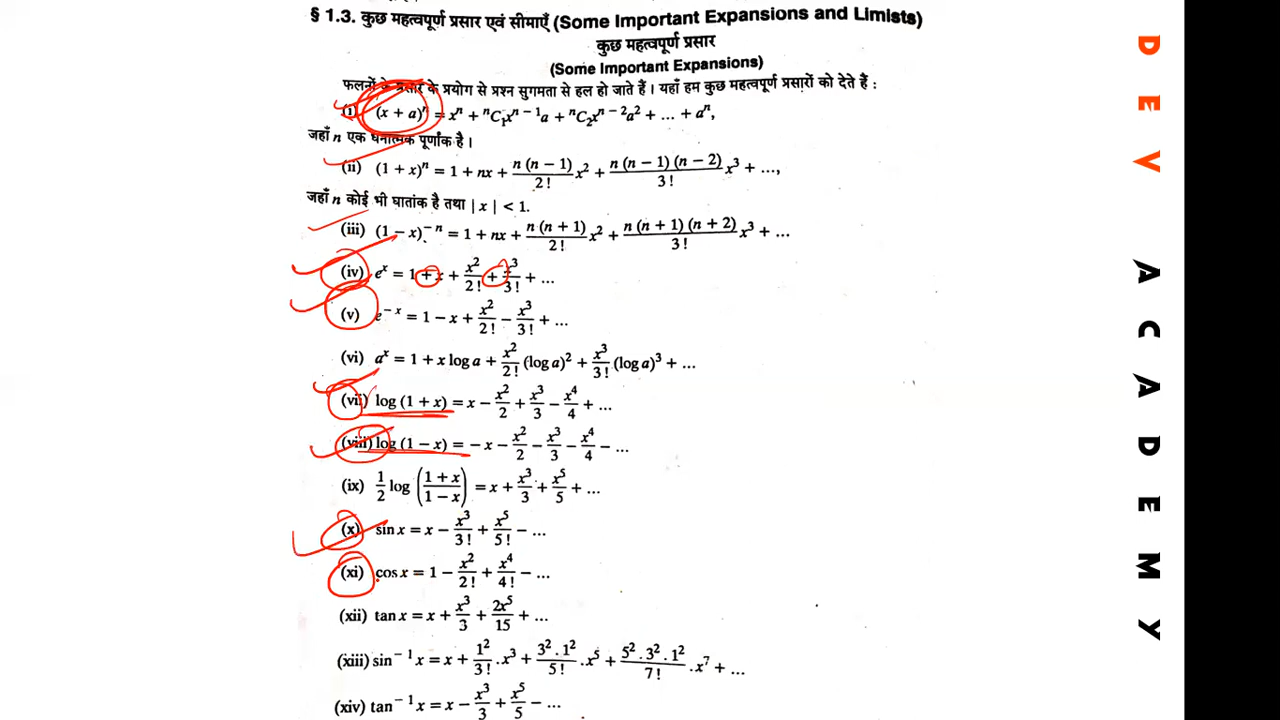 § 1.3. कुछ महत्वपूर्ण प्रसार एवं सीमाएँ (Some Important Expansions and Limists)
कुछ महत्वपूर्ण प्रसार
(Some Important Expansions)
फलनों के प्रसार के प्रयोग से प्रश्न सुगमता से हल हो जाते हैं। यहाँ हम कुछ महत्वपूर्ण प्रसारों को देते हैं :
(i) (x + a)ⁿ = xⁿ + ⁿC₁xⁿ⁻¹a + ⁿC₂xⁿ⁻²a² + ... + aⁿ,
जहाँ n एक धनात्मक पूर्णांक है।
(ii) (1 + x)ⁿ = 1 + nx + n(n − 1)/2! x² + n(n − 1)(n − 2)/3! x³ + ...,
जहाँ n कोई भी घातांक है तथा | x | < 1.
(iii) (1 − x)⁻ⁿ = 1 + nx + n(n + 1)/2! x² + n(n + 1)(n + 2)/3! x³ + ...
(iv) eˣ = 1 + x + x²/2! + x³/3! + ...
(v) e⁻ˣ = 1 − x + x²/2! − x³/3! + ...
(vi) aˣ = 1 + x log a + x²/2! (log a)² + x³/3! (log a)³ + ...
(vii) log (1 + x) = x − x²/2 + x³/3 − x⁴/4 + ...
(viii) log (1 − x) = − x − x²/2 − x³/3 − x⁴/4 − ...
(ix) 1/2 log ((1 + x)/(1 − x)) = x + x³/3 + x⁵/5 + ...
(x) sin x = x − x³/3! + x⁵/5! − ...
(xi) cos x = 1 − x²/2! + x⁴/4! − ...
(xii) tan x = x + x³/3 + 2x⁵/15 + ...
(xiii) sin⁻¹ x = x + 1²/3! . x³ + 3² . 1²/5! . x⁵ + 5² . 3² . 1²/7! . x⁷ + ...
(xiv) tan⁻¹ x = x − x³/3 + x⁵/5 − ...
DEV ACADEMY